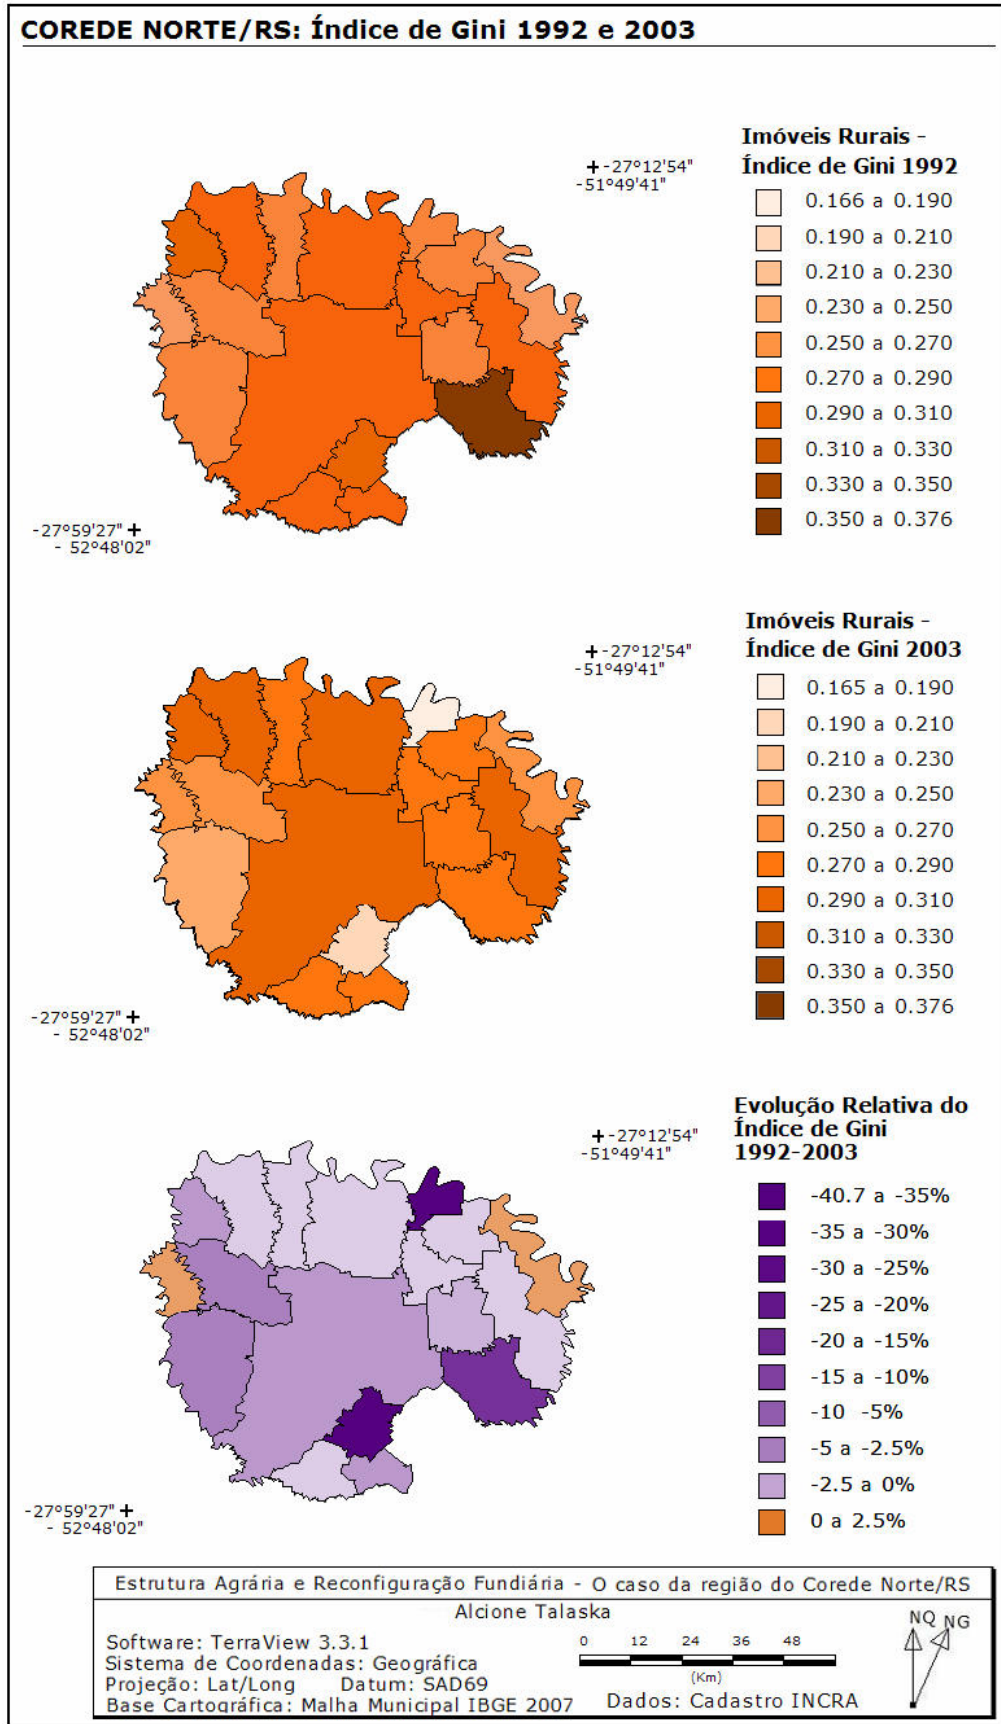 COREDE NORTE/RS: Índice de Gini 1992 e 2003
+-27°12'54"
-51°49'41"
Imóveis Rurais -
Índice de Gini 1992
0.166 a 0.190
0.190 a 0.210
0.210 a 0.230
0.230 a 0.250
0.250 a 0.270
0.270 a 0.290
0.290 a 0.310
0.310 a 0.330
0.330 a 0.350
0.350 a 0.376
-27°59'27" +
- 52°48'02"
+-27°12'54"
-51°49'41"
Imóveis Rurais -
Índice de Gini 2003
0.165 a 0.190
0.190 a 0.210
0.210 a 0.230
0.230 a 0.250
0.250 a 0.270
0.270 a 0.290
0.290 a 0.310
0.310 a 0.330
0.330 a 0.350
0.350 a 0.376
-27°59'27" +
- 52°48'02"
+-27°12'54"
-51°49'41"
Evolução Relativa do
Índice de Gini
1992-2003
-40.7 a -35%
-35 a -30%
-30 a -25%
-25 a -20%
-20 a -15%
-15 a -10%
-10 -5%
-5 a -2.5%
-2.5 a 0%
0 a 2.5%
-27°59'27" +
- 52°48'02"
Estrutura Agrária e Reconfiguração Fundiária - O caso da região do Corede Norte/RS
Alcione Talaska
Software: TerraView 3.3.1
Sistema de Coordenadas: Geográfica
Projeção: Lat/Long Datum: SAD69
Base Cartográfica: Malha Municipal IBGE 2007
0 12 24 36 48
(Km)
Dados: Cadastro INCRA
NQ NG